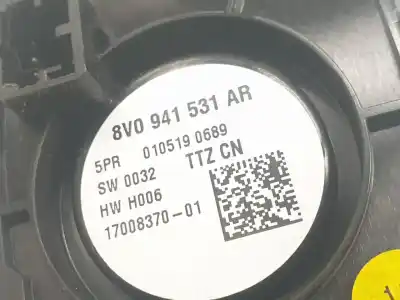 8V0 941 531 AR
5PR 010519 0689
SW 0032 TTZ CN
HW H006
17008370-01